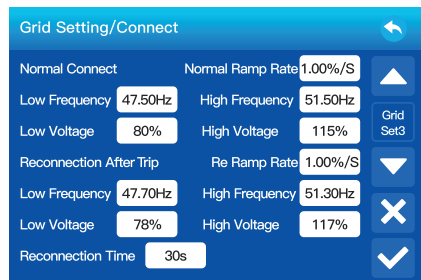 Grid Setting/Connect
Normal Connect Normal Ramp Rate 1.00%/S
Low Frequency 47.50Hz High Frequency 51.50Hz
Low Voltage 80% High Voltage 115%
Grid Set3
Reconnection After Trip Re Ramp Rate 1.00%/S
Low Frequency 47.70Hz High Frequency 51.30Hz
Low Voltage 78% High Voltage 117%
Reconnection Time 30s